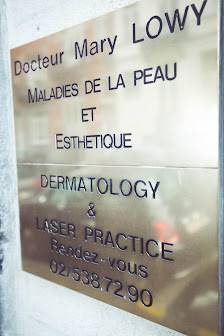 Docteur Mary LOWY
MALADIES DE LA PEAU
ET
ESTHETIQUE
DERMATOLOGY
&
LASER PRACTICE
Rendez-vous
02/538.72.90